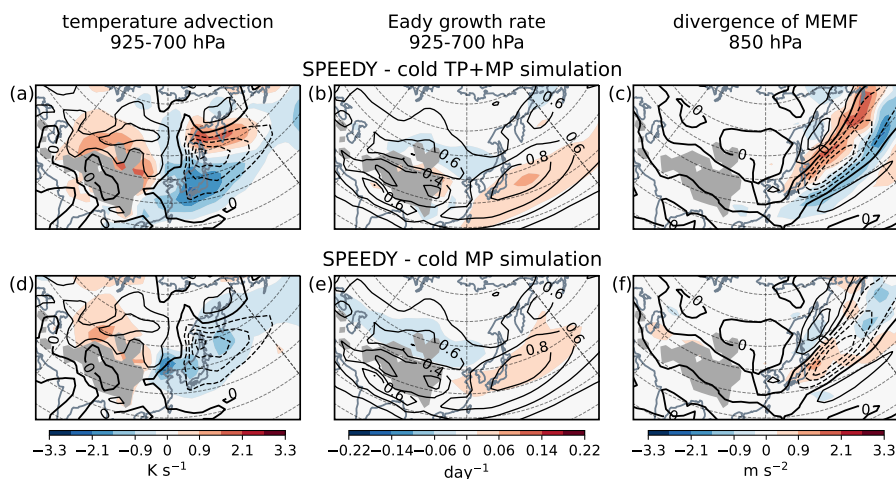 temperature advection
925-700 hPa
Eady growth rate
925-700 hPa
divergence of MEMF
850 hPa
SPEEDY - cold TP+MP simulation
(a)
0
0
0
(b)
0.6
0.6
0.8
0.6
0.4
0.6
(c)
0
0
0
SPEEDY - cold MP simulation
(d)
0
0
0
(e)
0.6
0.6
0.8
0.6
0.4
0.6
(f)
0
0
0
−3.3 −2.1 −0.9 0 0.9 2.1 3.3
K s⁻¹
−0.22 −0.14 −0.06 0 0.06 0.14 0.22
day⁻¹
−3.3 −2.1 −0.9 0 0.9 2.1 3.3
m s⁻²